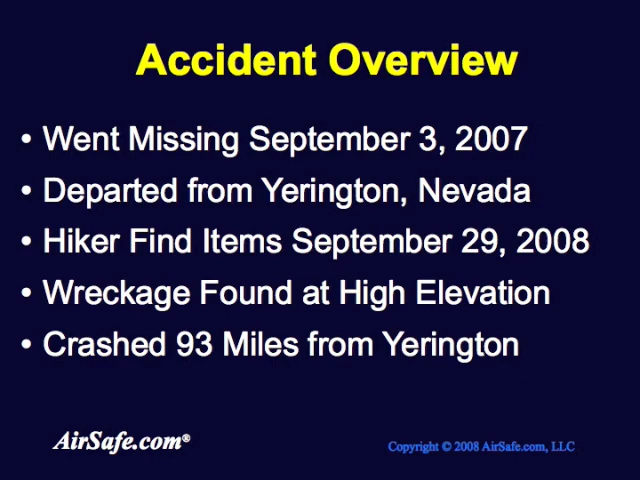 Accident Overview
• Went Missing September 3, 2007
• Departed from Yerington, Nevada
• Hiker Find Items September 29, 2008
• Wreckage Found at High Elevation
• Crashed 93 Miles from Yerington
AirSafe.com®
Copyright © 2008 AirSafe.com, LLC